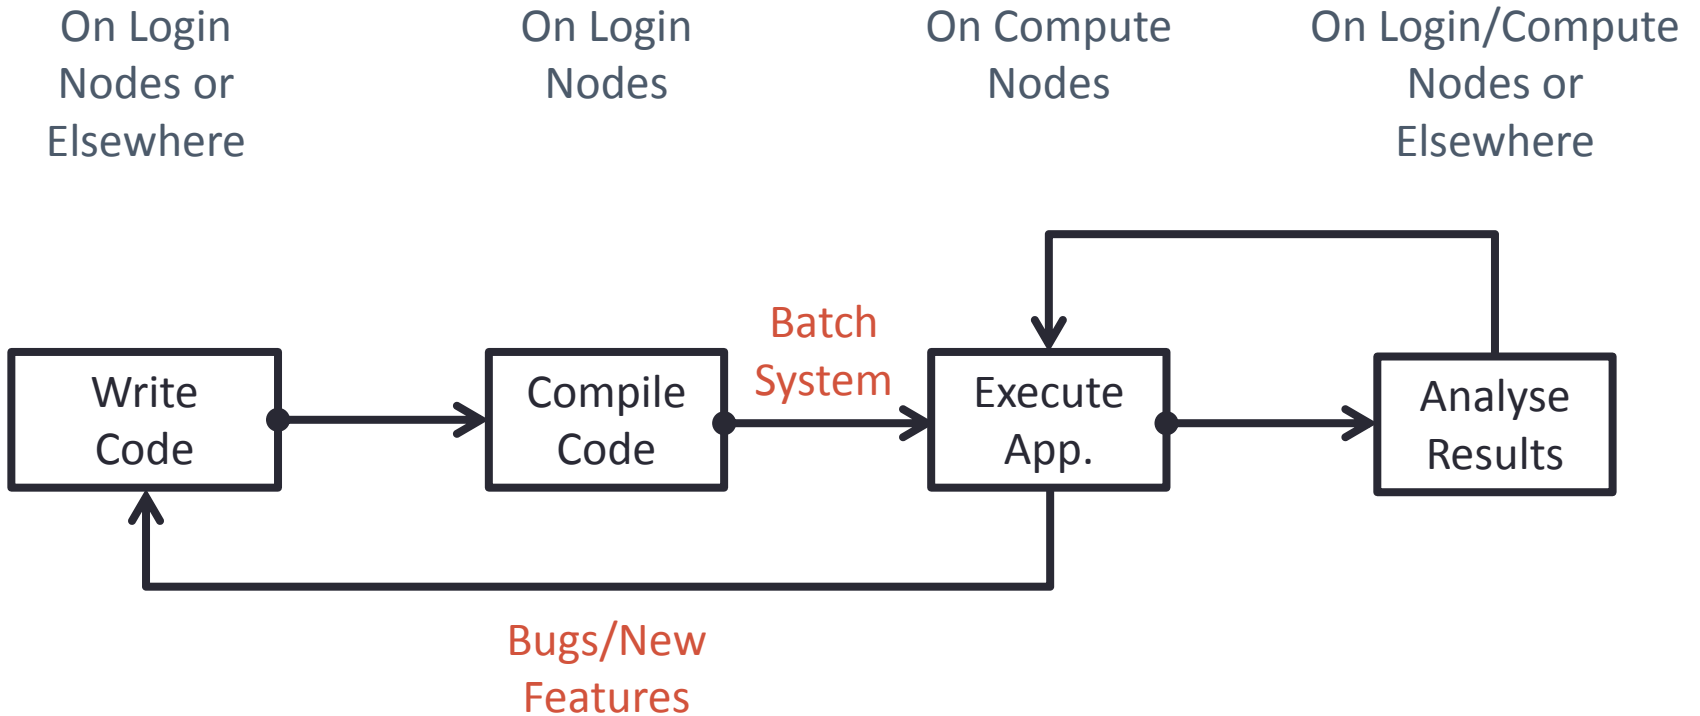 On Login
Nodes or
Elsewhere
On Login
Nodes
On Compute
Nodes
On Login/Compute
Nodes or
Elsewhere
Batch
System
Write
Code
Compile
Code
Execute
App.
Analyse
Results
Bugs/New
Features